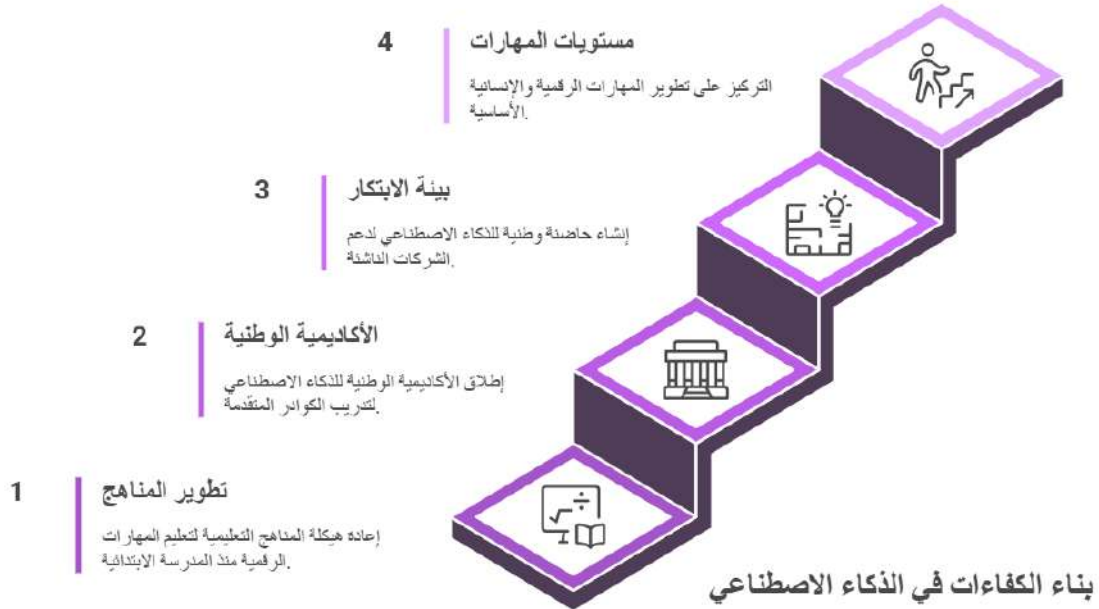 4
مستويات المهارات
التركيز على تطوير المهارات الرقمية والإنسانية
الأساسية.
3
بيئة الابتكار
إنشاء حاضنة وطنية للذكاء الاصطناعي لدعم
الشركات الناشئة.
2
الأكاديمية الوطنية
إطلاق الأكاديمية الوطنية للذكاء الاصطناعي
لتدريب الكوادر المتقدمة.
1
تطوير المناهج
إعادة هيكلة المناهج التعليمية لتعليم المهارات
الرقمية منذ المدرسة الابتدائية.
بناء الكفاءات في الذكاء الاصطناعي